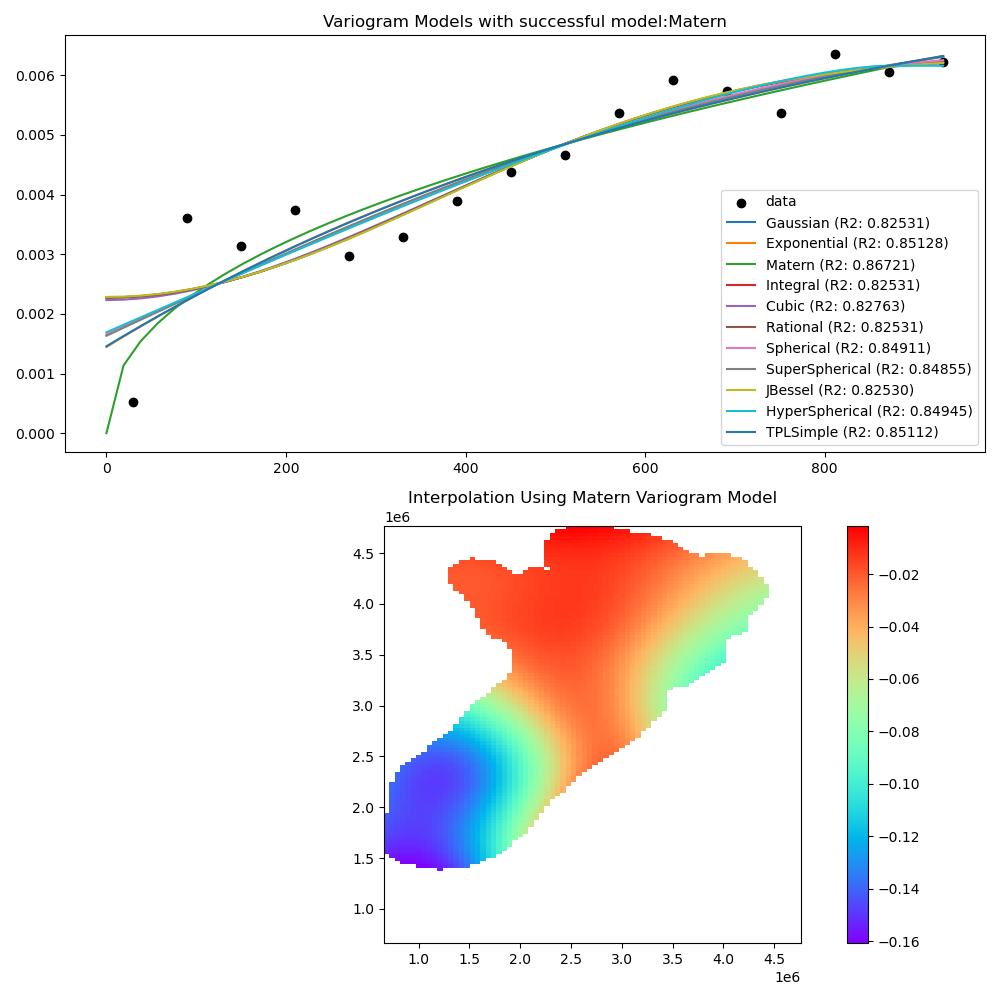 Variogram Models with successful model:Matern
0.006
0.005
0.004
0.003
0.002
0.001
0.000
data
Gaussian (R2: 0.82531)
Exponential (R2: 0.85128)
Matern (R2: 0.86721)
Integral (R2: 0.82531)
Cubic (R2: 0.82763)
Rational (R2: 0.82531)
Spherical (R2: 0.84911)
SuperSpherical (R2: 0.84855)
JBessel (R2: 0.82530)
HyperSpherical (R2: 0.84945)
TPLSimple (R2: 0.85112)
0 200 400 600 800
Interpolation Using Matern Variogram Model
1e6
4.5
4.0
3.5
3.0
2.5
2.0
1.5
1.0
1.0 1.5 2.0 2.5 3.0 3.5 4.0 4.5
1e6
−0.02
−0.04
−0.06
−0.08
−0.10
−0.12
−0.14
−0.16